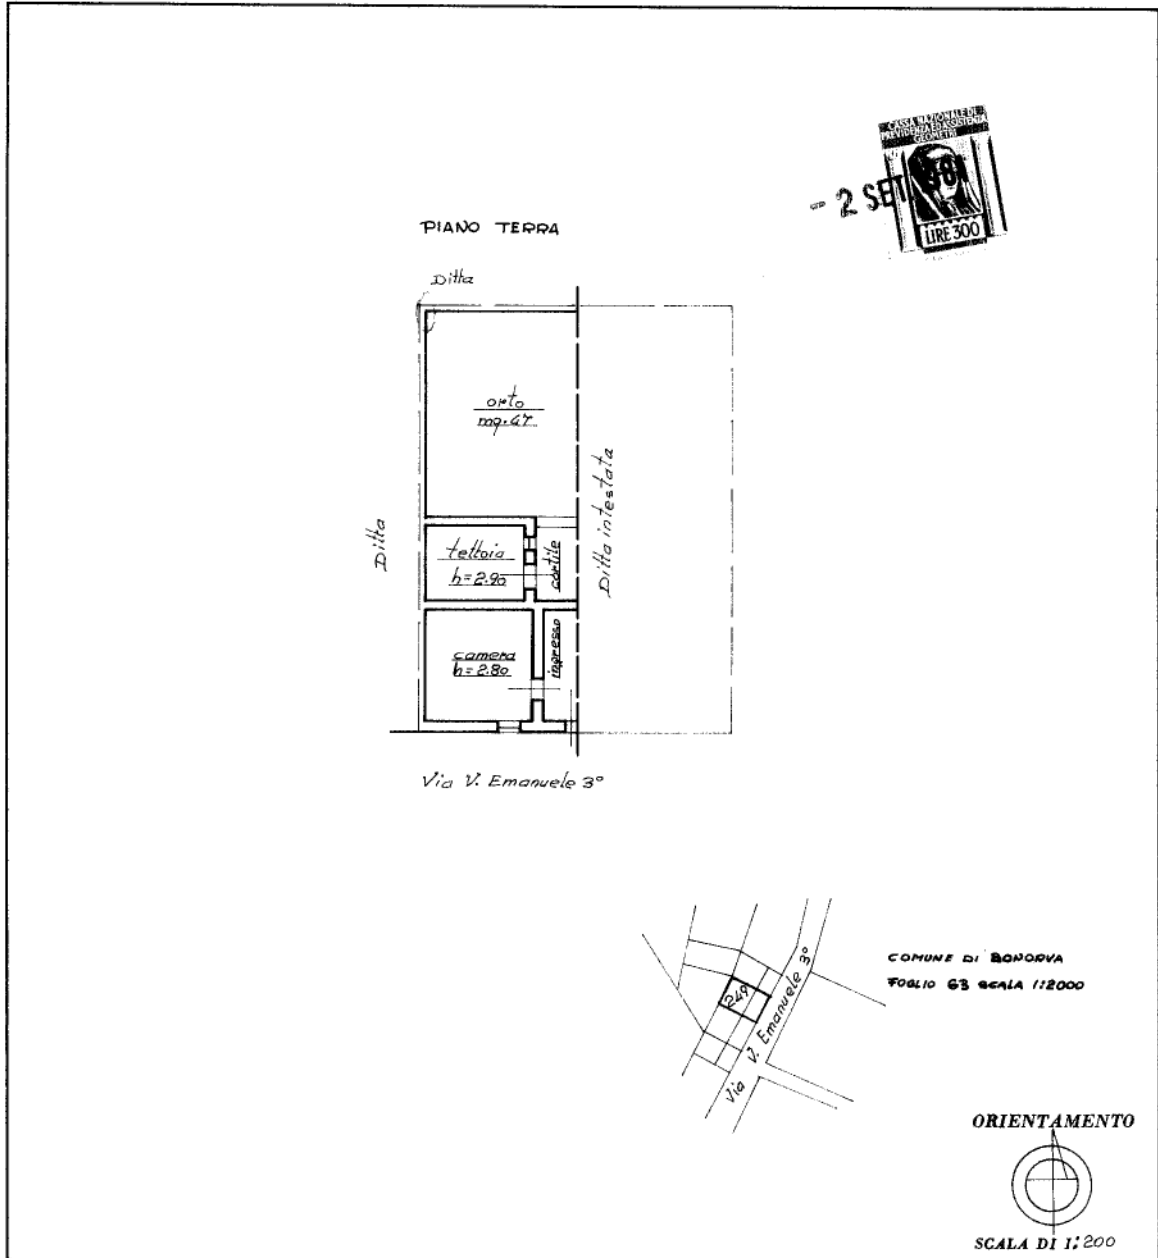 CASSA NAZIONALE DI
PREVIDENZA ED ASSISTENZA
GEOMETRI
- 2 SET. 1981
LIRE 300
PIANO TERRA
Ditta
orto
mq. 47
Ditta
Ditta intestata
tettoia
h=2.90
cortile
camera
h=2.80
ingresso
Via V. Emanuele 3°
249
Via V. Emanuele 3°
COMUNE DI BONORVA
FOGLIO 63 SCALA 1:2000
ORIENTAMENTO
SCALA DI 1:200